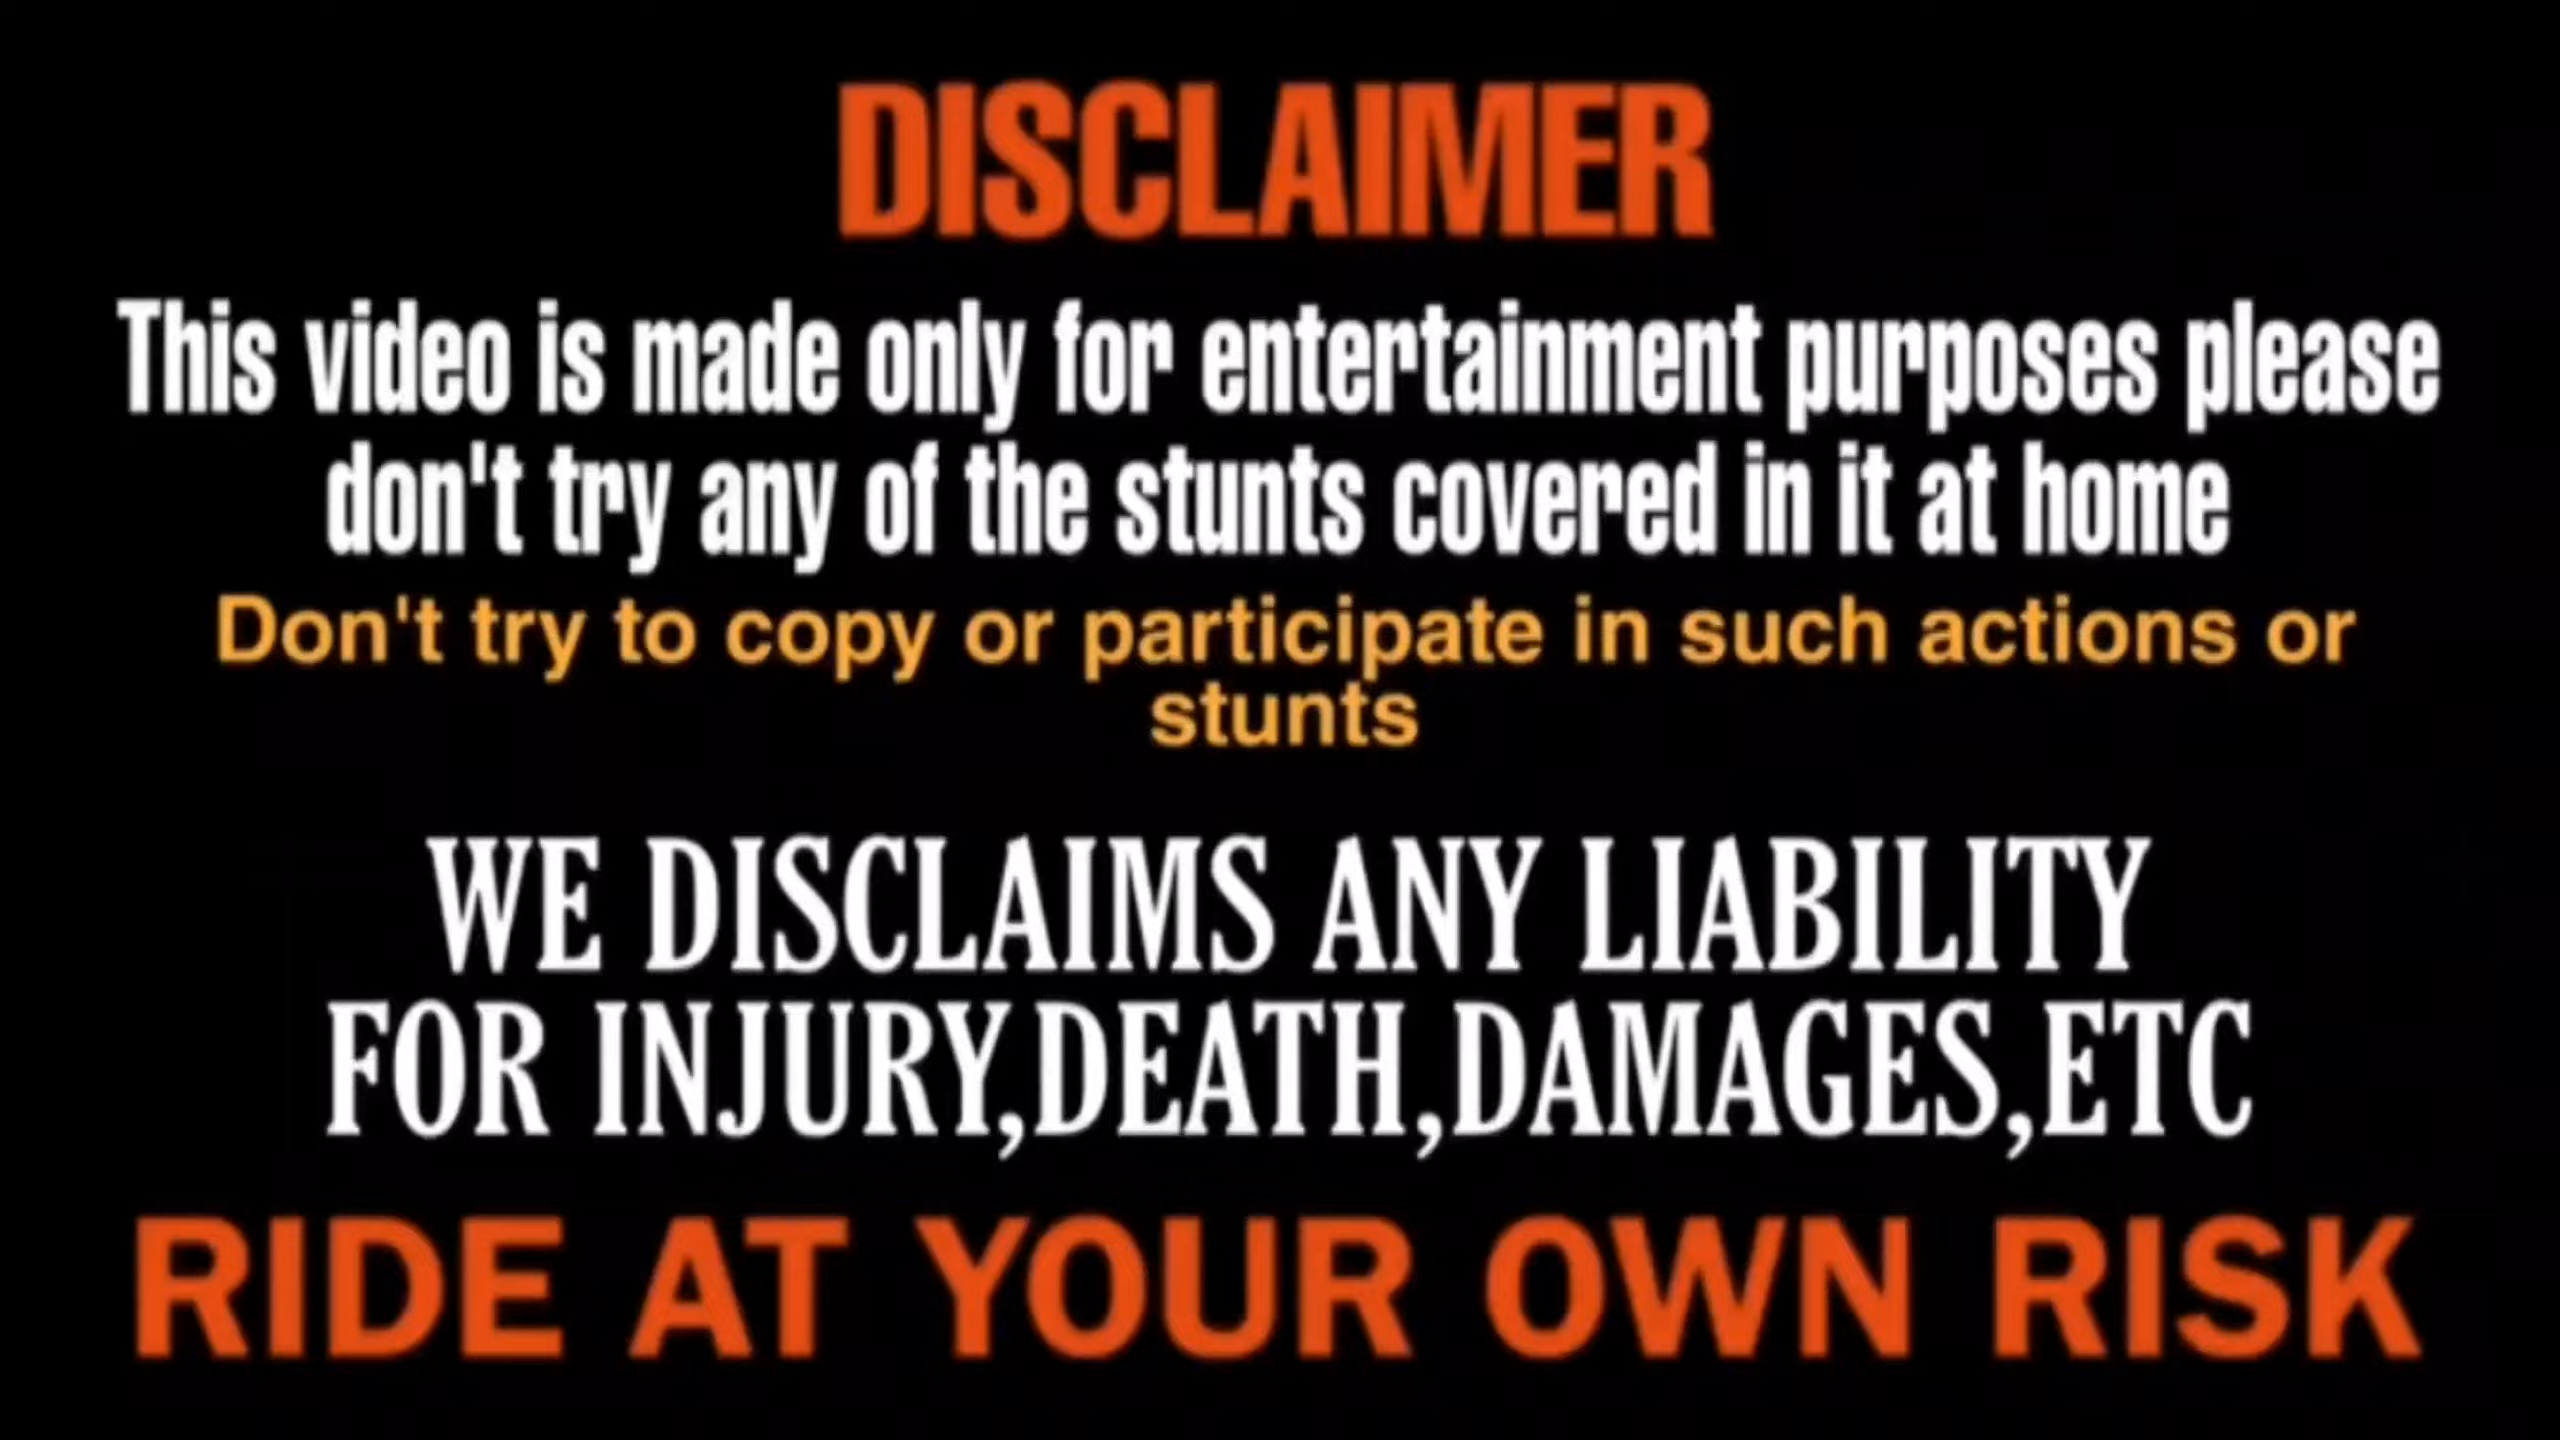 DISCLAIMER
This video is made only for entertainment purposes please
don't try any of the stunts covered in it at home
Don't try to copy or participate in such actions or
stunts
WE DISCLAIMS ANY LIABILITY
FOR INJURY,DEATH,DAMAGES,ETC
RIDE AT YOUR OWN RISK